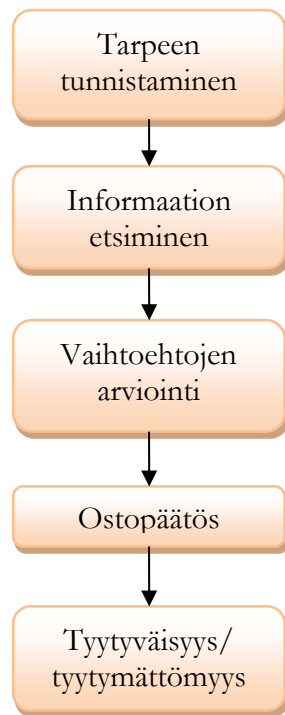 Tarpeen
tunnistaminen
Informaation
etsiminen
Vaihtoehtojen
arviointi
Ostopäätös
Tyytyväisyys/
tyytymättömyys